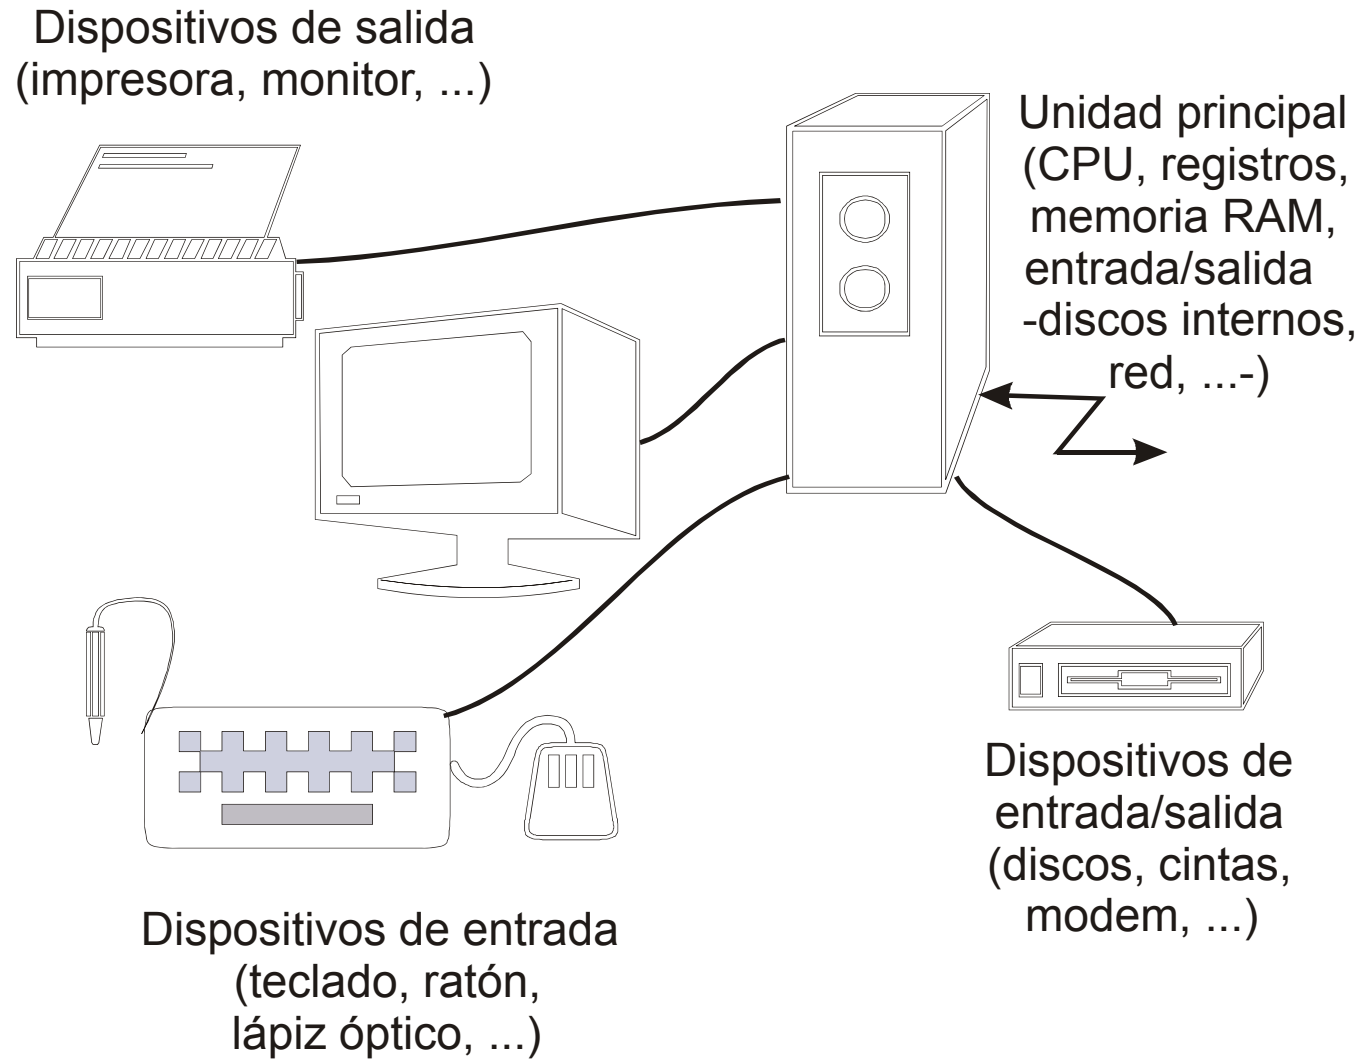 Dispositivos de salida
(impresora, monitor, ...)
Unidad principal
(CPU, registros,
memoria RAM,
entrada/salida
-discos internos,
red, ...-)
Dispositivos de
entrada/salida
(discos, cintas,
modem, ...)
Dispositivos de entrada
(teclado, ratón,
lápiz óptico, ...)